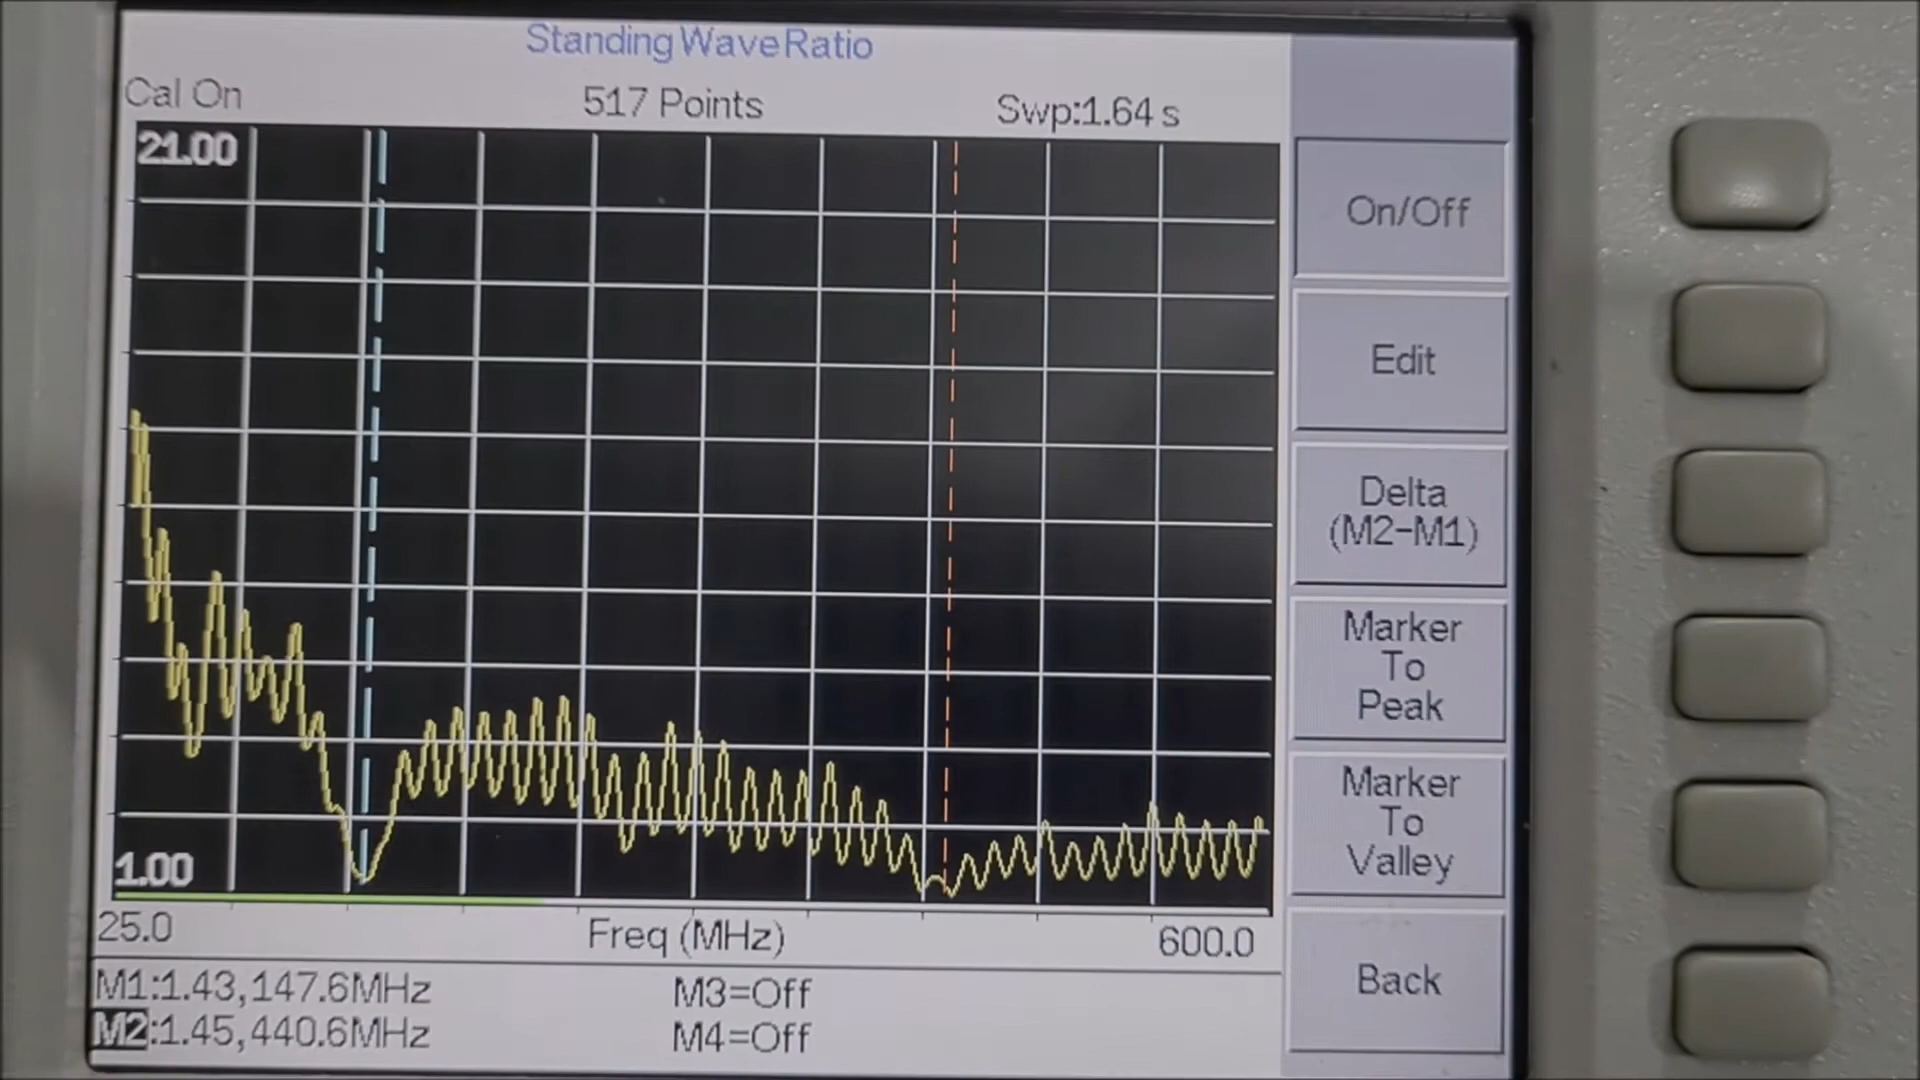 Standing Wave Ratio
Cal On
517 Points
Swp:1.64 s
21.00
1.00
25.0
Freq (MHz)
600.0
M1:1.43,147.6MHz
M3=Off
M2:1.45,440.6MHz
M4=Off
On/Off
Edit
Delta
(M2-M1)
Marker
To
Peak
Marker
To
Valley
Back